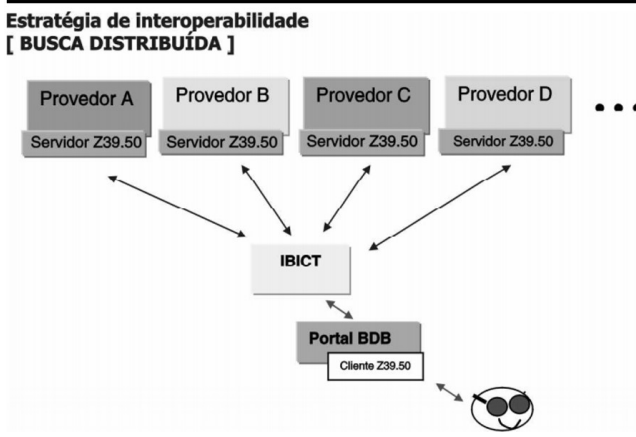 Estratégia de interoperabilidade
[ BUSCA DISTRIBUÍDA ]
Provedor A
Provedor B
Provedor C
Provedor D
Servidor Z39.50
Servidor Z39.50
Servidor Z39.50
Servidor Z39.50
IBICT
Portal BDB
Cliente Z39.50